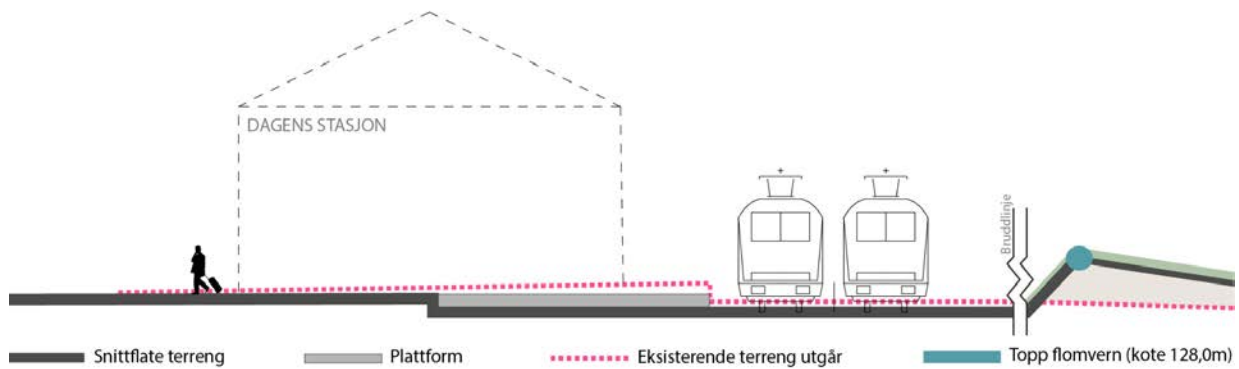 DAGENS STASJON
Bruddlinje
Snittflate terreng
Plattform
Eksisterende terreng utgår
Topp flomvern (kote 128,0m)